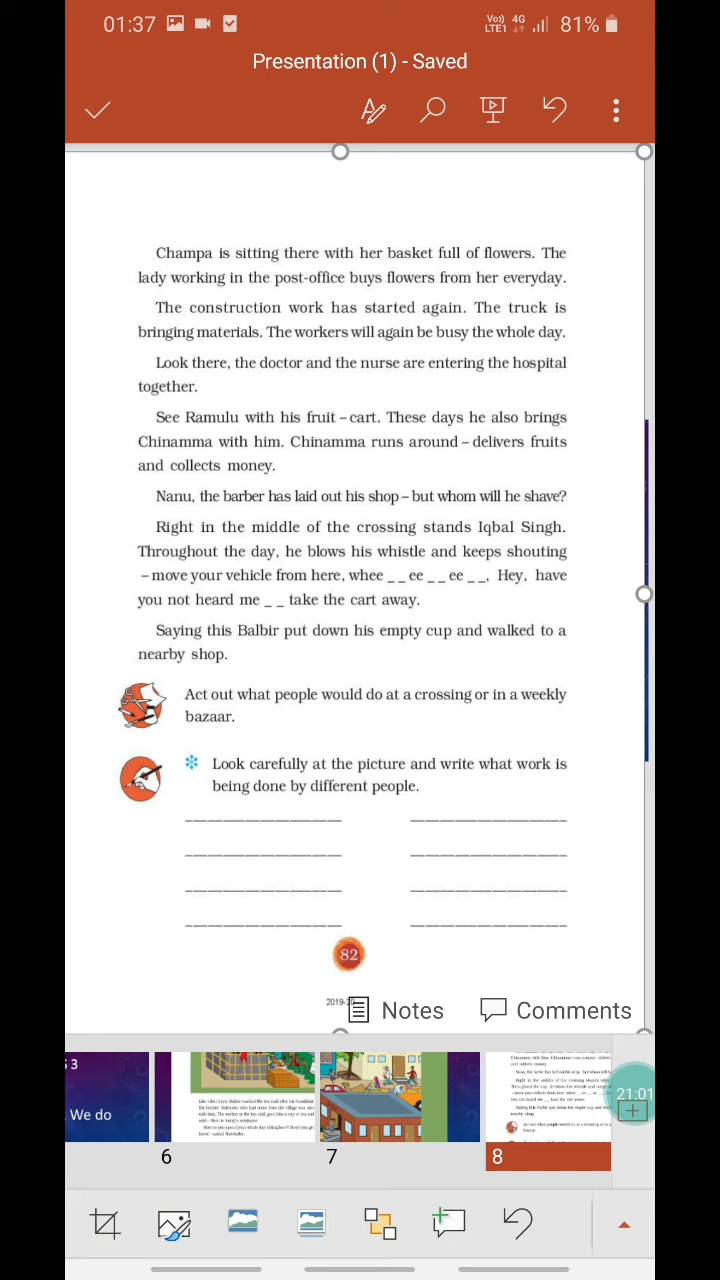 01:37 Vo)) LTE1 4G 81%
Presentation (1) - Saved
Champa is sitting there with her basket full of flowers. The
lady working in the post-office buys flowers from her everyday.
The construction work has started again. The truck is
bringing materials. The workers will again be busy the whole day.
Look there, the doctor and the nurse are entering the hospital
together.
See Ramulu with his fruit – cart. These days he also brings
Chinamma with him. Chinamma runs around – delivers fruits
and collects money.
Nanu, the barber has laid out his shop – but whom will he shave?
Right in the middle of the crossing stands Iqbal Singh.
Throughout the day, he blows his whistle and keeps shouting
– move your vehicle from here, whee _ _ ee _ _ ee _ _. Hey, have
you not heard me _ _ take the cart away.
Saying this Balbir put down his empty cup and walked to a
nearby shop.
Act out what people would do at a crossing or in a weekly
bazaar.
Look carefully at the picture and write what work is
being done by different people.
82
2019-20
Notes Comments
S 3
We do
6
7
8
21:01